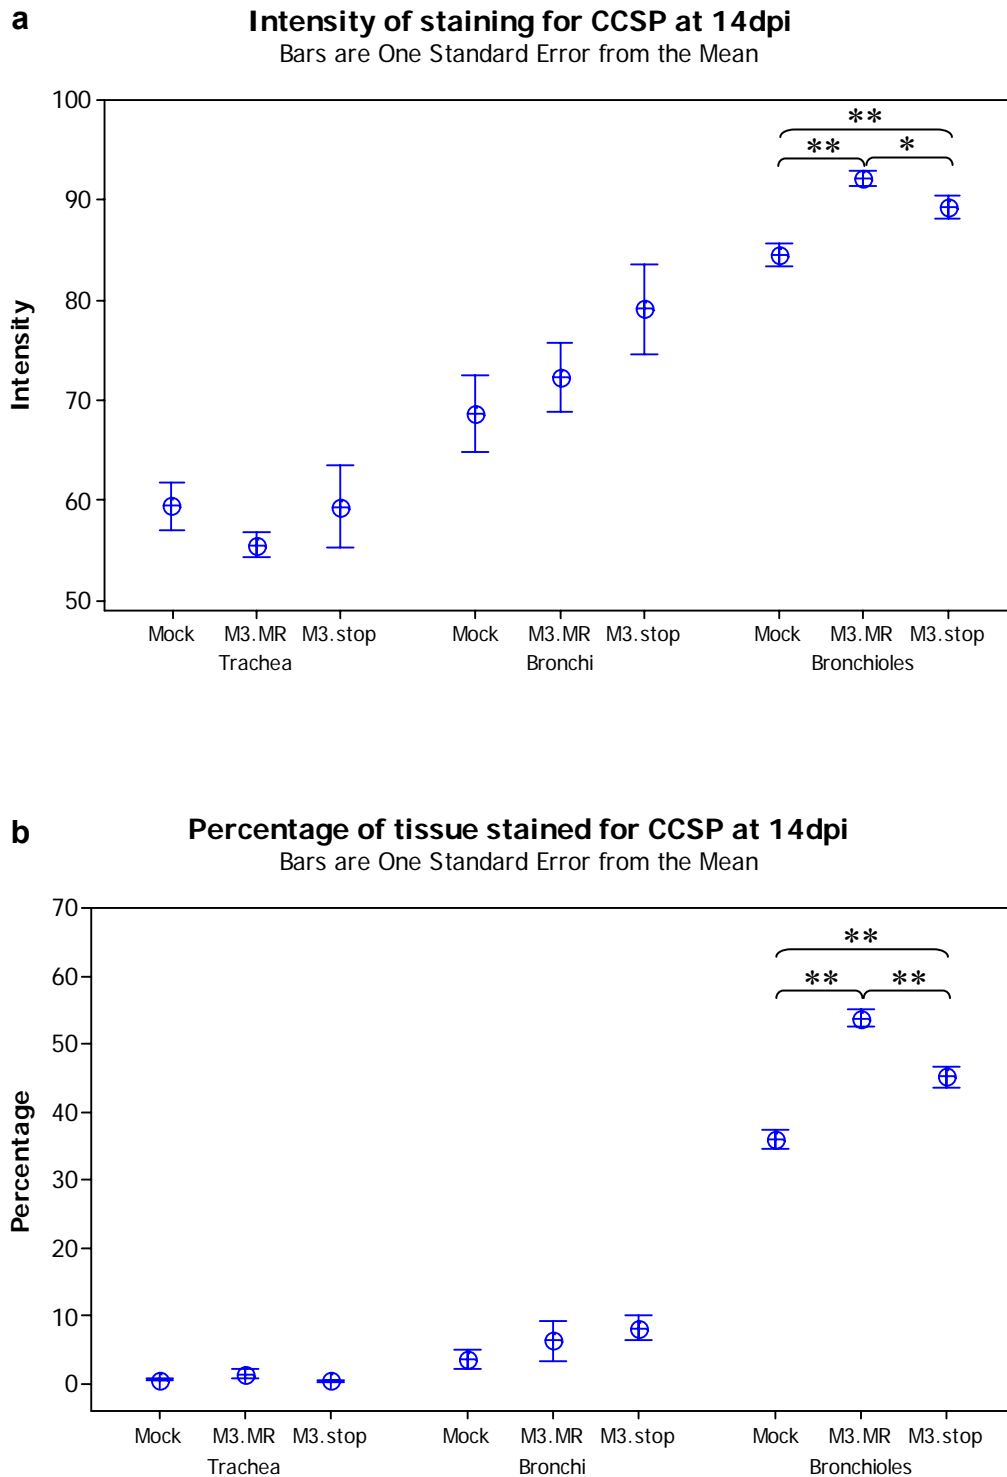 a
Intensity of staining for CCSP at 14dpi
Bars are One Standard Error from the Mean
100
90
80
70
60
50
Intensity
**
** *
Mock M3.MR M3.stop Mock M3.MR M3.stop Mock M3.MR M3.stop
Trachea Bronchi Bronchioles
b
Percentage of tissue stained for CCSP at 14dpi
Bars are One Standard Error from the Mean
70
60
50
40
30
20
10
0
Percentage
**
** **
Mock M3.MR M3.stop Mock M3.MR M3.stop Mock M3.MR M3.stop
Trachea Bronchi Bronchioles